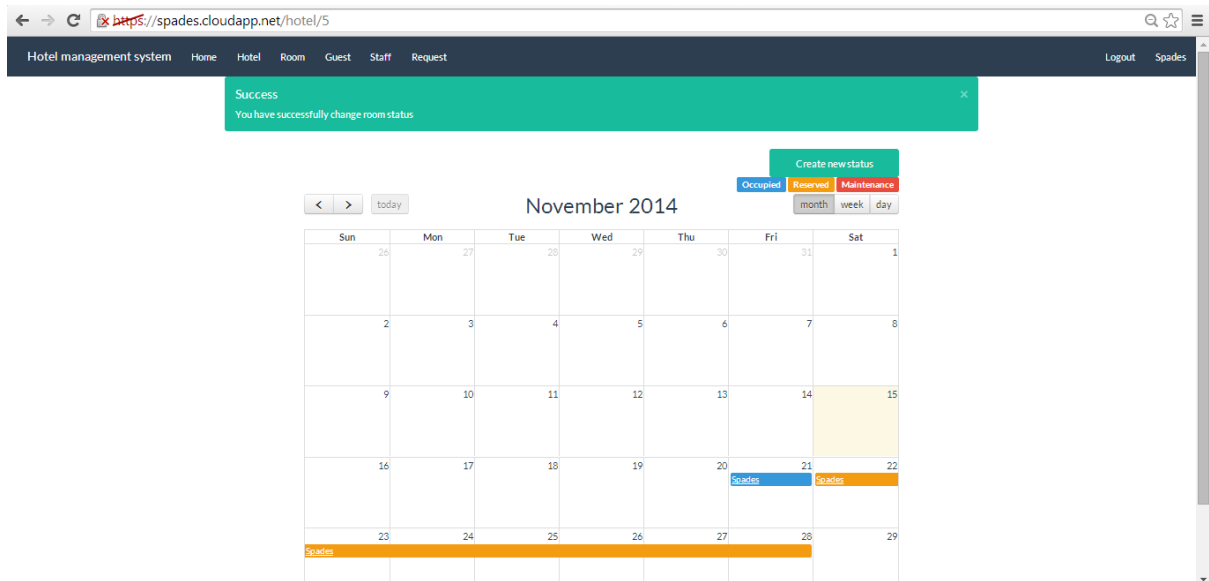 https://spades.cloudapp.net/hotel/5
Hotel management system Home Hotel Room Guest Staff Request Logout Spades
Success ×
You have successfully change room status
Create new status
Occupied Reserved Maintenance
< > today November 2014 month week day
Sun Mon Tue Wed Thu Fri Sat
26 27 28 29 30 31 1
2 3 4 5 6 7 8
9 10 11 12 13 14 15
16 17 18 19 20 21 22
Spades Spades
23 24 25 26 27 28 29
Spades